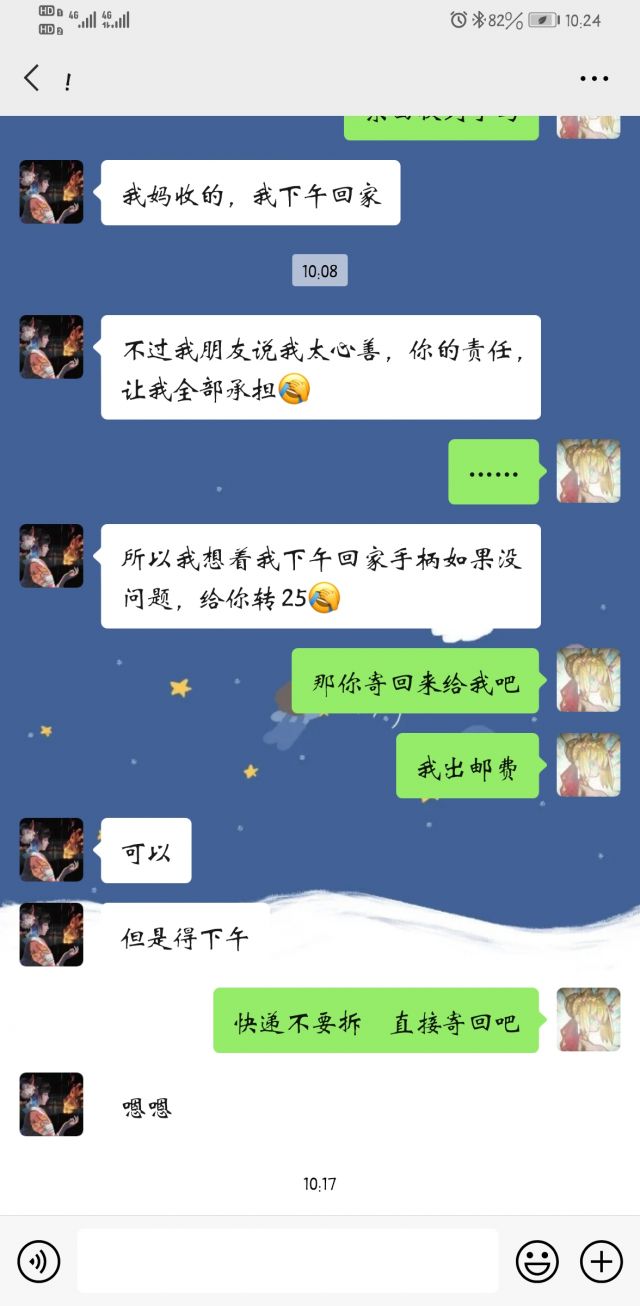 HD 1 4G 4G 82% 10:24
HD 2
!
我妈收的，我下午回家
10:08
不过我朋友说我太心善，你的责任，
让我全部承担
……
所以我想着我下午回家手柄如果没
问题，给你转25
那你寄回来给我吧
我出邮费
可以
但是得下午
快递不要拆 直接寄回吧
嗯嗯
10:17